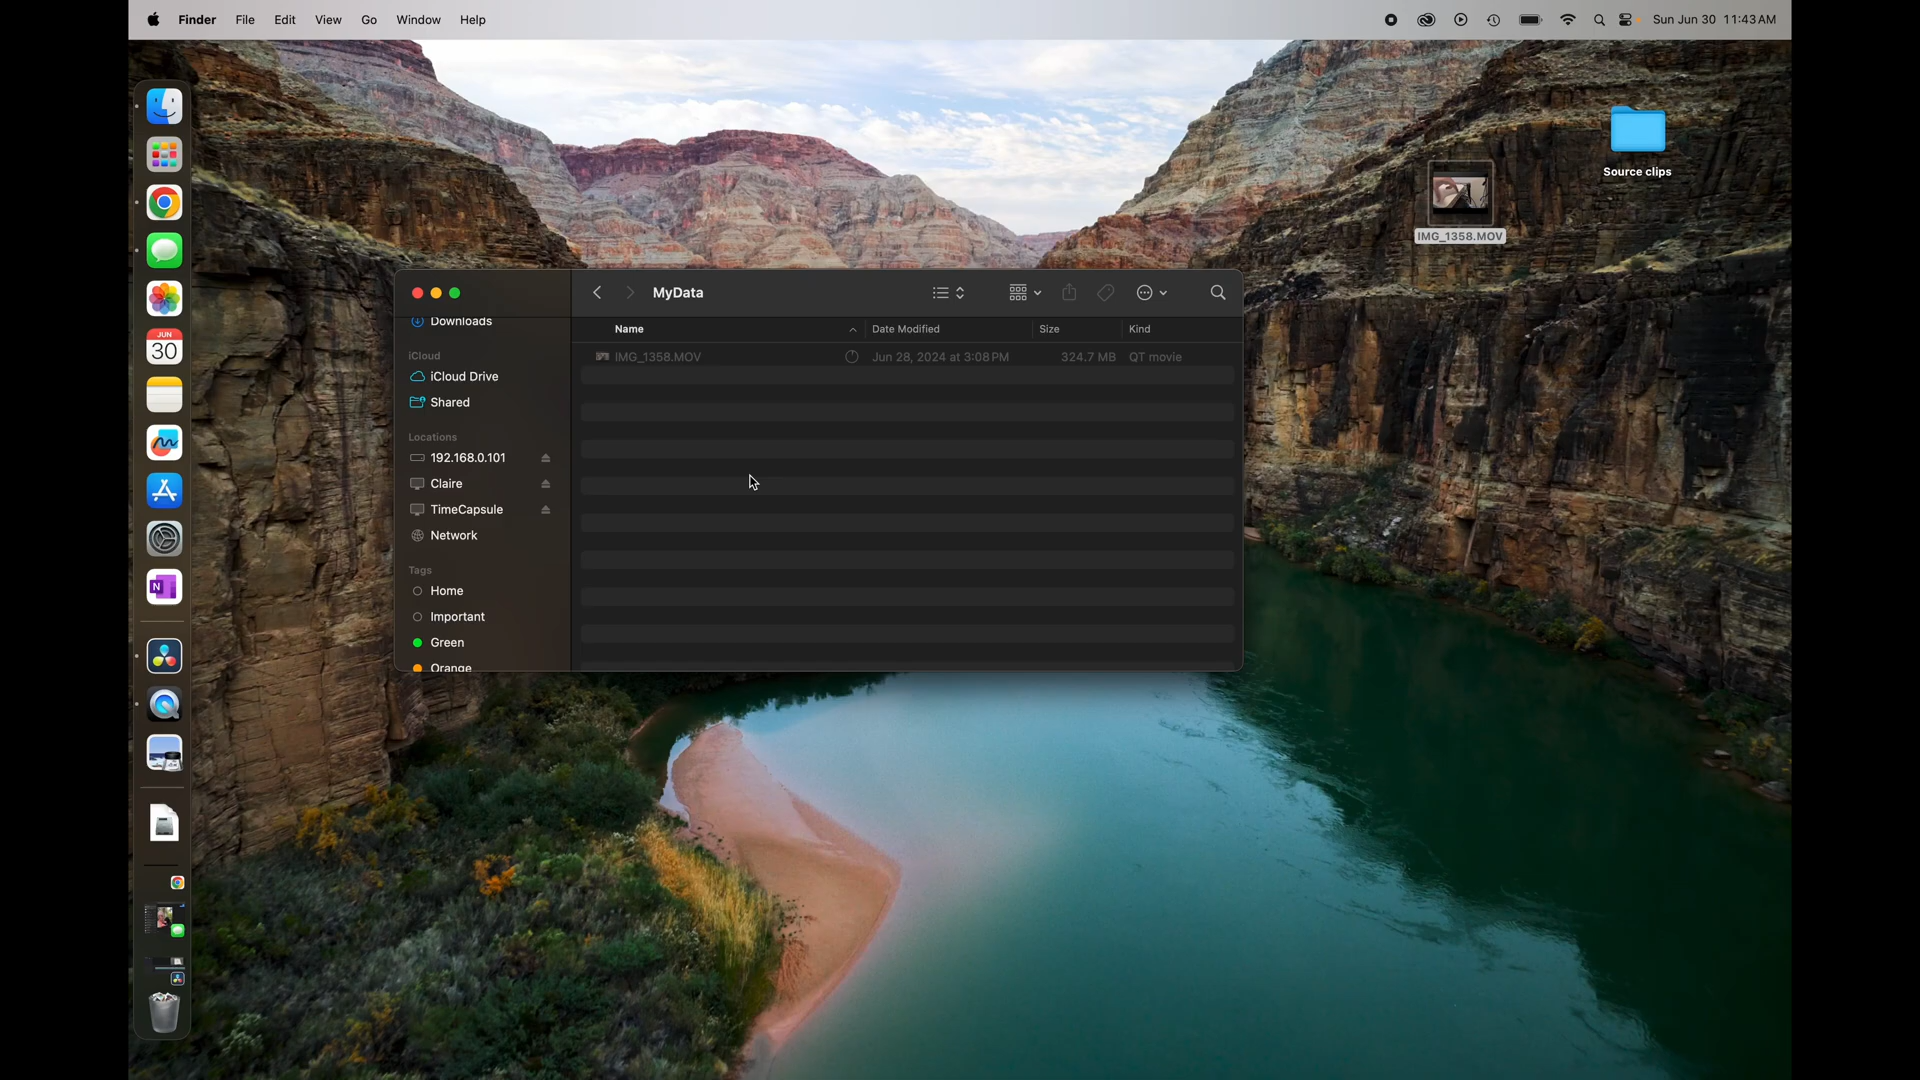 Finder File Edit View Go Window Help Sun Jun 30 11:43 AM
Source clips
IMG_1358.MOV
MyData
Name Date Modified Size Kind
IMG_1358.MOV Jun 28, 2024 at 3:08 PM 324.7 MB QT movie
Downloads
iCloud
iCloud Drive
Shared
Locations
192.168.0.101
Claire
TimeCapsule
Network
Tags
Home
Important
Green
Orange
JUN
30
N